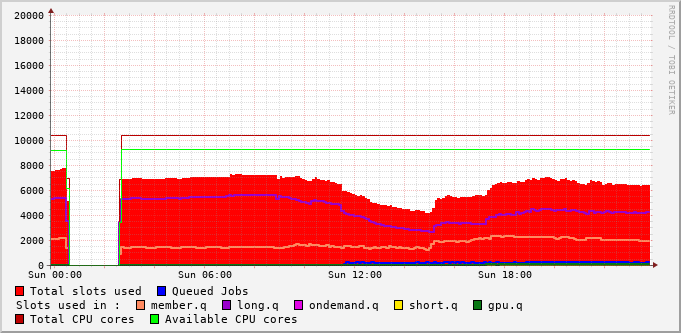 20000
18000
16000
14000
12000
10000
8000
6000
4000
2000
0
Sun 00:00 Sun 06:00 Sun 12:00 Sun 18:00
Total slots used Queued Jobs
Slots used in : member.q long.q ondemand.q short.q gpu.q
Total CPU cores Available CPU cores
RRDTOOL / TOBI OETIKER